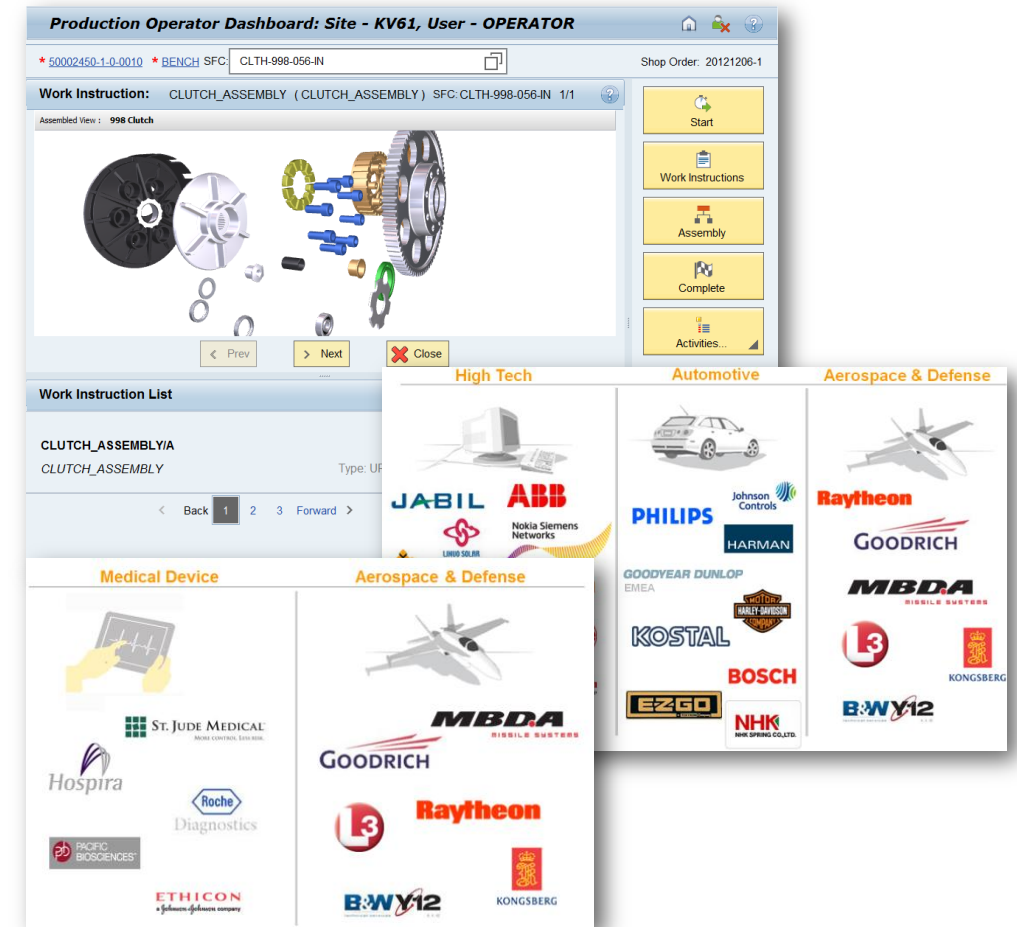 Production Operator Dashboard: Site - KV61, User - OPERATOR
* 50002450-1-0-0010 * BENCH SFC: CLTH-998-056-IN
Shop Order: 20121206-1
Work Instruction: CLUTCH_ASSEMBLY (CLUTCH_ASSEMBLY) SFC:CLTH-998-056-IN 1/1
Assembled View : 998 Clutch
Start
Work Instructions
Assembly
Complete
Activities...
Prev
Next
Close
Work Instruction List
CLUTCH_ASSEMBLY/A
CLUTCH_ASSEMBLY
Type: UR
Back 1 2 3 Forward
High Tech
JABIL
ABB
LINUO SOLAR
Nokia Siemens
Networks
Automotive
PHILIPS
Johnson
Controls
HARMAN
GOODYEAR DUNLOP
EMEA
MOTOR
HARLEY-DAVIDSON
COMPANY
KOSTAL
BOSCH
EZGO
NHK
NHK SPRING CO.,LTD.
Aerospace & Defense
Raytheon
GOODRICH
MBDA
MISSILE SYSTEMS
L3
KONGSBERG
B&W Y12
Medical Device
ST. JUDE MEDICAL
MORE CONTROL. LESS RISK.
Hospira
Roche
Diagnostics
PACIFIC
BIOSCIENCES
ETHICON
a Johnson & Johnson company
Aerospace & Defense
MBDA
MISSILE SYSTEMS
GOODRICH
L3
Raytheon
KONGSBERG
B&W Y12